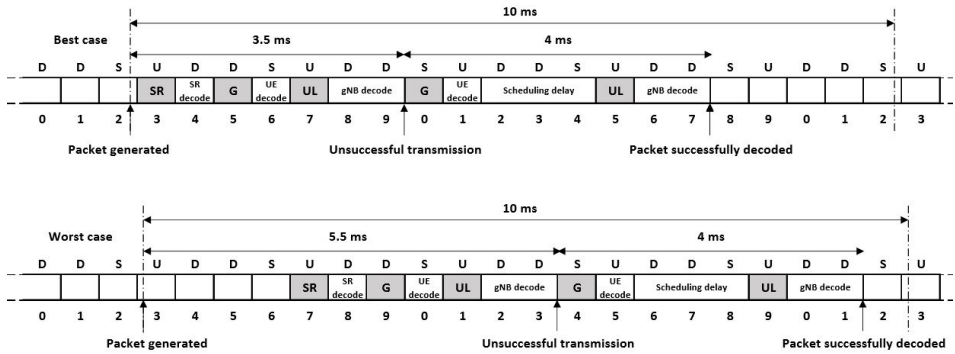 10 ms
Best case
3.5 ms
4 ms
D D S U D D S U D D S U D D U D S U D D S U
SR
SR decode
G
UE decode
UL
gNB decode
G
UE decode
Scheduling delay
UL
gNB decode
0 1 2 3 4 5 6 7 8 9 0 1 2 3 4 5 6 7 8 9 0 1 2 3
Packet generated
Unsuccessful transmission
Packet successfully decoded
10 ms
Worst case
5.5 ms
4 ms
D D S U D D S U D D S U D D S U D D S U D D S U
SR
SR decode
G
UE decode
UL
gNB decode
G
UE decode
Scheduling delay
UL
gNB decode
0 1 2 3 4 5 6 7 8 9 0 1 2 3 4 5 6 7 8 9 0 1 2 3
Packet generated
Unsuccessful transmission
Packet successfully decoded